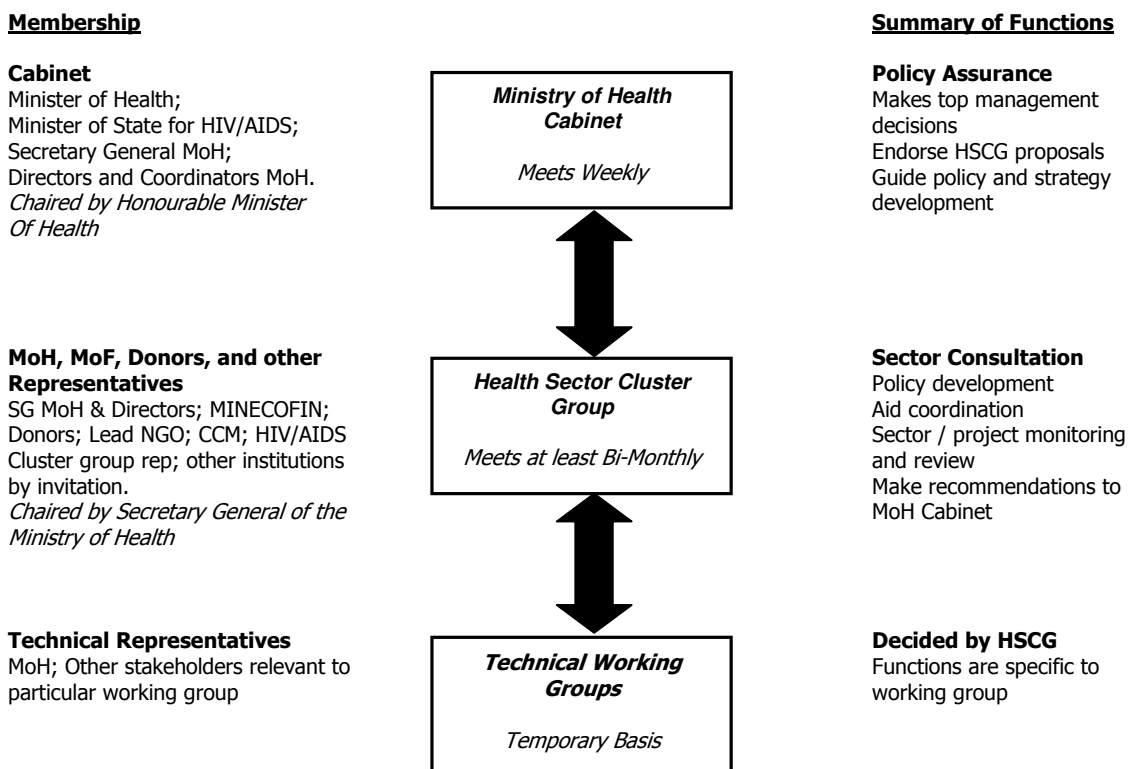 Membership
Summary of Functions
Cabinet
Minister of Health;
Minister of State for HIV/AIDS;
Secretary General MoH;
Directors and Coordinators MoH.
Chaired by Honourable Minister
Of Health
Ministry of Health
Cabinet
Meets Weekly
Policy Assurance
Makes top management
decisions
Endorse HSCG proposals
Guide policy and strategy
development
MoH, MoF, Donors, and other
Representatives
SG MoH & Directors; MINECOFIN;
Donors; Lead NGO; CCM; HIV/AIDS
Cluster group rep; other institutions
by invitation.
Chaired by Secretary General of the
Ministry of Health
Health Sector Cluster
Group
Meets at least Bi-Monthly
Sector Consultation
Policy development
Aid coordination
Sector / project monitoring
and review
Make recommendations to
MoH Cabinet
Technical Representatives
MoH; Other stakeholders relevant to
particular working group
Technical Working
Groups
Temporary Basis
Decided by HSCG
Functions are specific to
working group